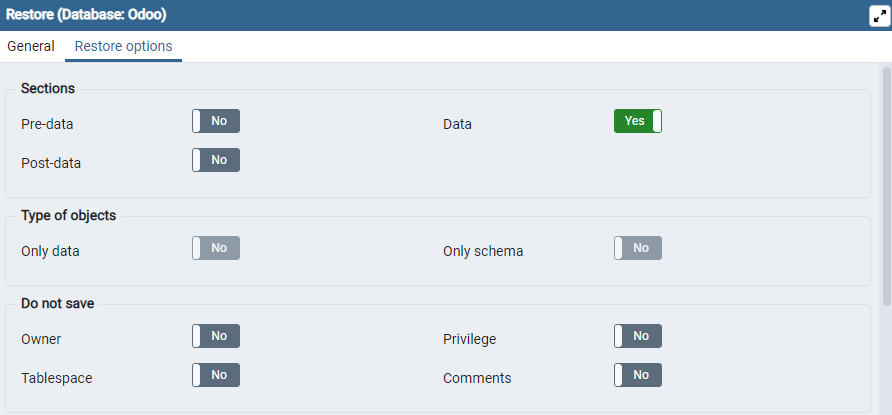 Restore (Database: Odoo)
General Restore options
Sections
Pre-data No Data Yes
Post-data No
Type of objects
Only data No Only schema No
Do not save
Owner No Privilege No
Tablespace No Comments No